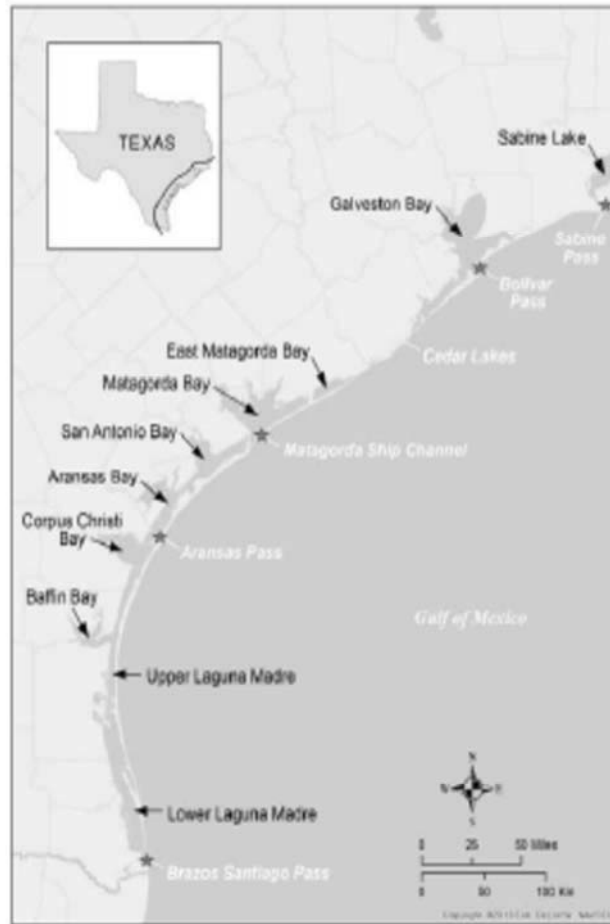 TEXAS
Sabine Lake
Galveston Bay
Sabine
Pass
Bolivar
Pass
East Matagorda Bay
Cedar Lakes
Matagorda Bay
San Antonio Bay
Matagorda Ship Channel
Aransas Bay
Corpus Christi
Bay
Aransas Pass
Baffin Bay
Gulf of Mexico
Upper Laguna Madre
N
E
S
Lower Laguna Madre
0 25 50 Miles
Brazos Santiago Pass
0 50 100 Km